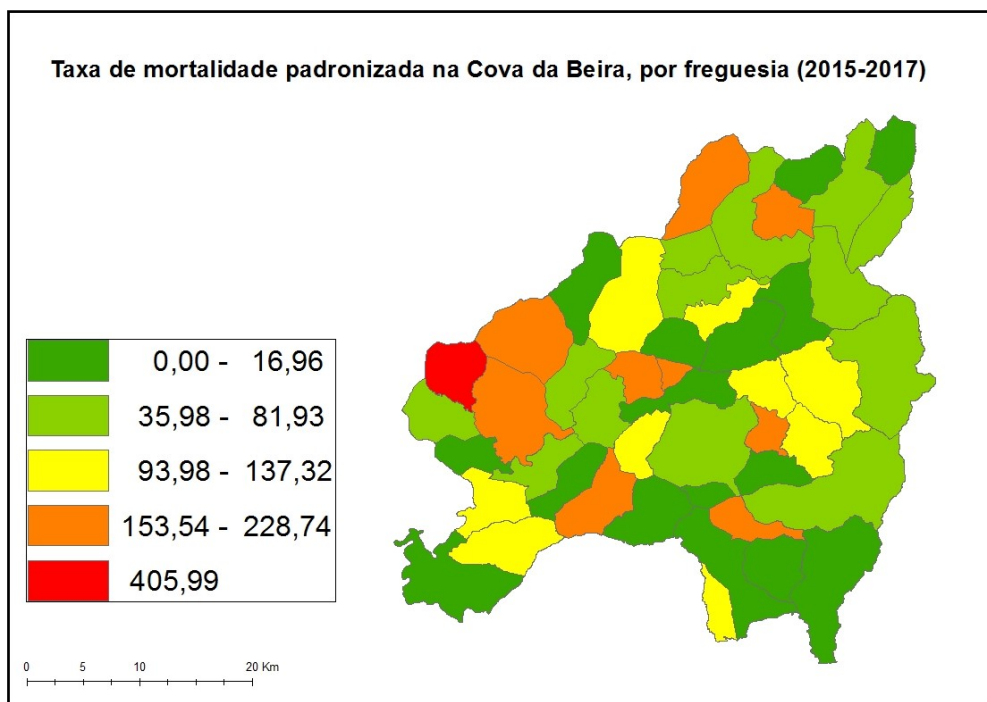 Taxa de mortalidade padronizada na Cova da Beira, por freguesia (2015-2017)
0,00 - 16,96
35,98 - 81,93
93,98 - 137,32
153,54 - 228,74
405,99
0 5 10 20 Km